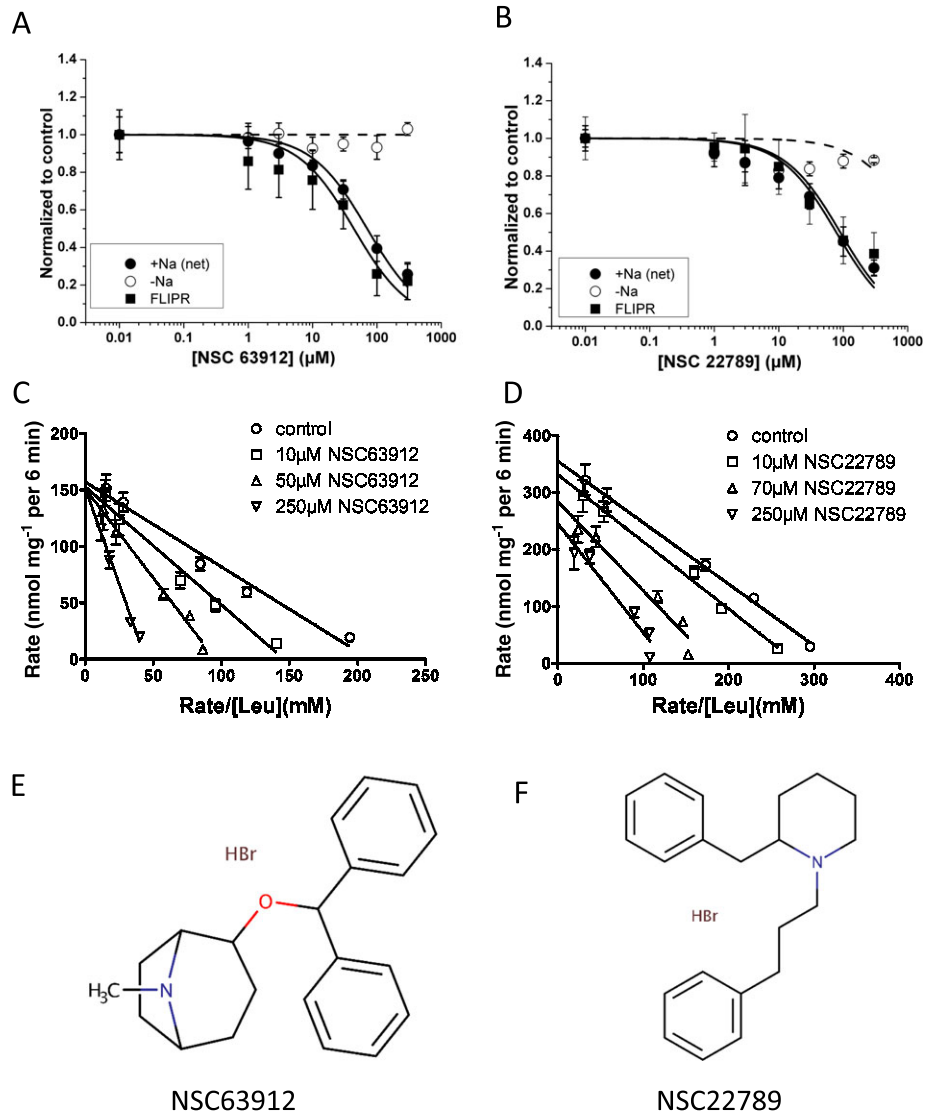 A
Normalized to control
1.4
1.2
1.0
0.8
0.6
0.4
0.2
0.0
+Na (net)
-Na
FLIPR
0.01 0.1 1 10 100 1000
[NSC 63912] (µM)
B
Normalized to control
1.4
1.2
1.0
0.8
0.6
0.4
0.2
0.0
+Na (net)
-Na
FLIPR
0.01 0.1 1 10 100 1000
[NSC 22789] (µM)
C
Rate (nmol mg-1 per 6 min)
200
150
100
50
0
control
10µM NSC63912
50µM NSC63912
250µM NSC63912
0 50 100 150 200 250
Rate/[Leu](mM)
D
Rate (nmol mg-1 per 6 min)
400
300
200
100
0
control
10µM NSC22789
70µM NSC22789
250µM NSC22789
0 100 200 300 400
Rate/[Leu](mM)
E
HBr
O
H3C
N
NSC63912
F
N
HBr
NSC22789